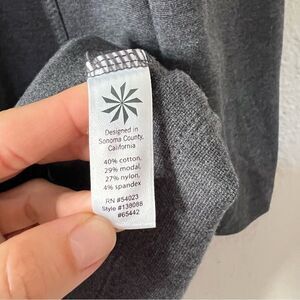 Designed in
Sonoma County,
California
40% cotton,
29% modal,
27% nylon,
4% spandex
RN #54023
Style #138088
#65442